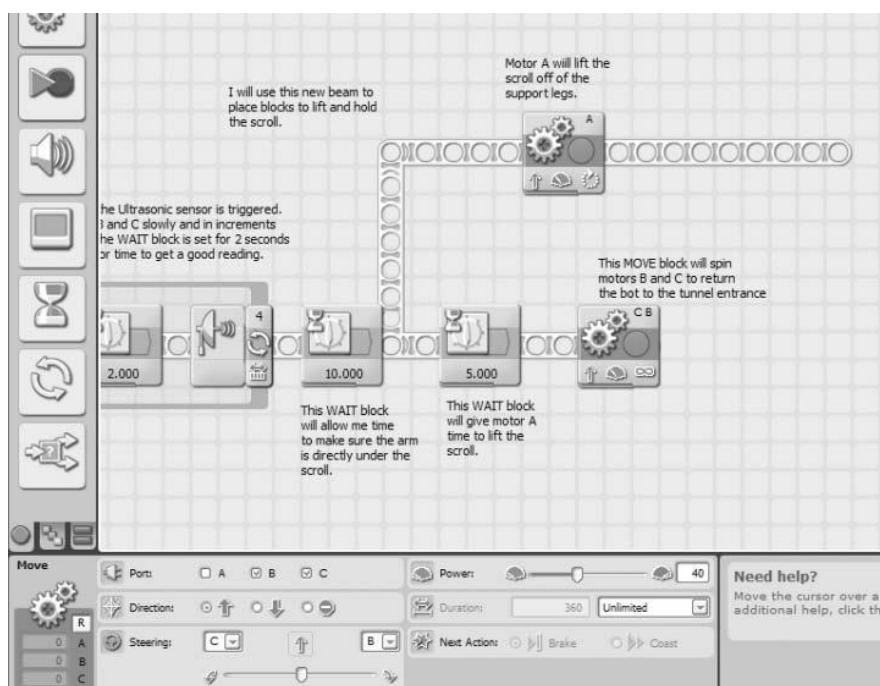 Motor A will lift the
scroll off of the
support legs.
I will use this new beam to
place blocks to lift and hold
the scroll.
A
he Ultrasonic sensor is triggered.
B and C slowly and in increments
he WAIT block is set for 2 seconds
or time to get a good reading.
This MOVE block will spin
motors B and C to return
the bot to the tunnel entrance
4
C B
2.000
10.000
5.000
This WAIT block
will allow me time
to make sure the arm
is directly under the
scroll.
This WAIT block
will give motor A
time to lift the
scroll.
Move
R
0 A
0 B
0 C
Port: A B C
Direction:
Steering: C B
Power: 40
Duration: 360 Unlimited
Next Action: Brake Coast
Need help?
Move the cursor over a
additional help, click th